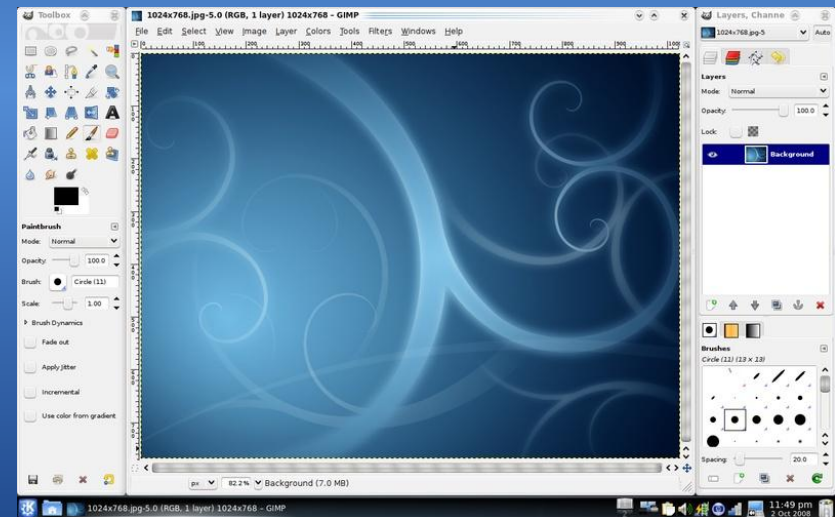 Toolbox
1024x768.jpg-5.0 (RGB, 1 layer) 1024x768 – GIMP
Layers, Channe
File Edit Select View Image Layer Colors Tools Filters Windows Help
1024x768.jpg-5
Auto
Layers
Mode: Normal
Opacity: 100.0
Lock:
Background
Paintbrush
Mode: Normal
Opacity: 100.0
Brush: Circle (11)
Scale: 1.00
Brush Dynamics
Fade out
Apply Jitter
Incremental
Use color from gradient
Brushes
Circle (11) (13 x 13)
Spacing: 20.0
px 82.2% Background (7.0 MB)
1024x768.jpg-5.0 (RGB, 1 layer) 1024x768 – GIMP
11:49 pm
2 Oct 2008